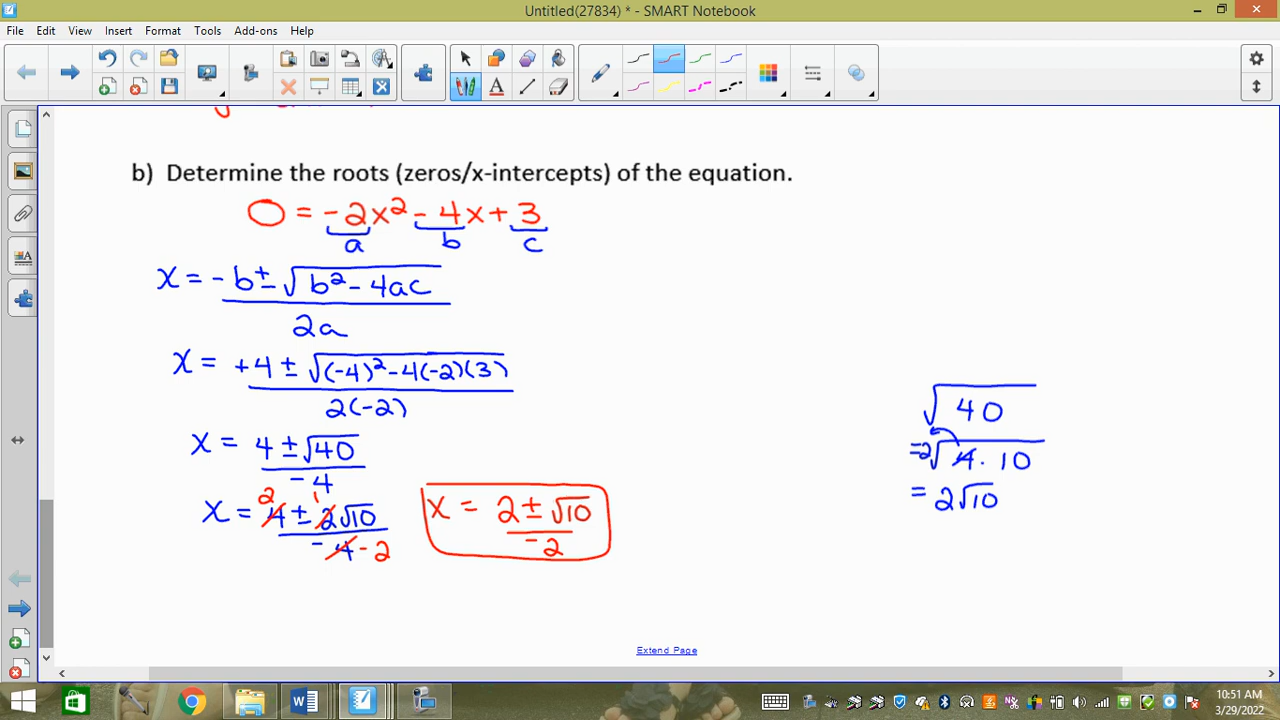 Untitled(27834) * - SMART Notebook
File Edit View Insert Format Tools Add-ons Help
b) Determine the roots (zeros/x-intercepts) of the equation.
0 = -2x² - 4x + 3
a b c
x = -b ± √(b² - 4ac)
2a
x = +4 ± √((-4)² - 4(-2)(3))
2(-2)
x = 4 ± √40
-4
2 1
x = 4 ± 2√10
-4 -2
x = 2 ± √10
-2
√40
= 2√4 · 10
= 2√10
Extend Page
10:51 AM
3/29/2022